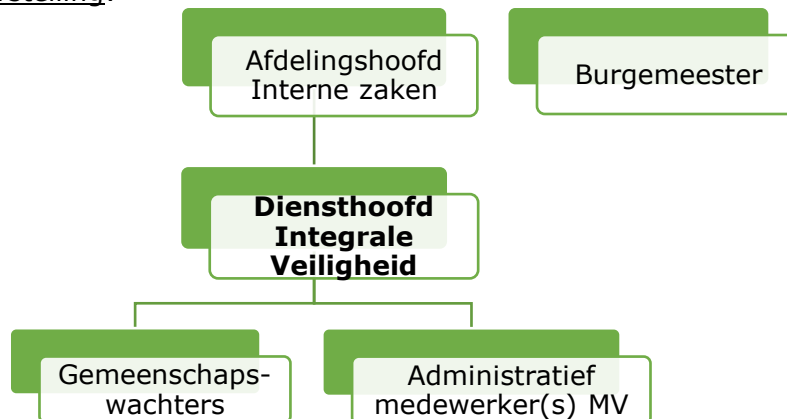 Afdelingshoofd
Interne zaken
Burgemeester
Diensthoofd
Integrale
Veiligheid
Gemeenschaps-
wachters
Administratief
medewerker(s) MV